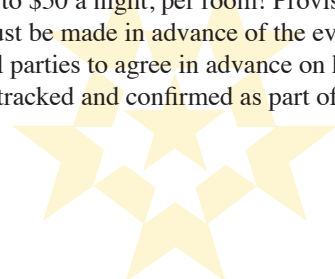 to $50 a night, per room! Provis
ust be made in advance of the ev
l parties to agree in advance on
tracked and confirmed as part of